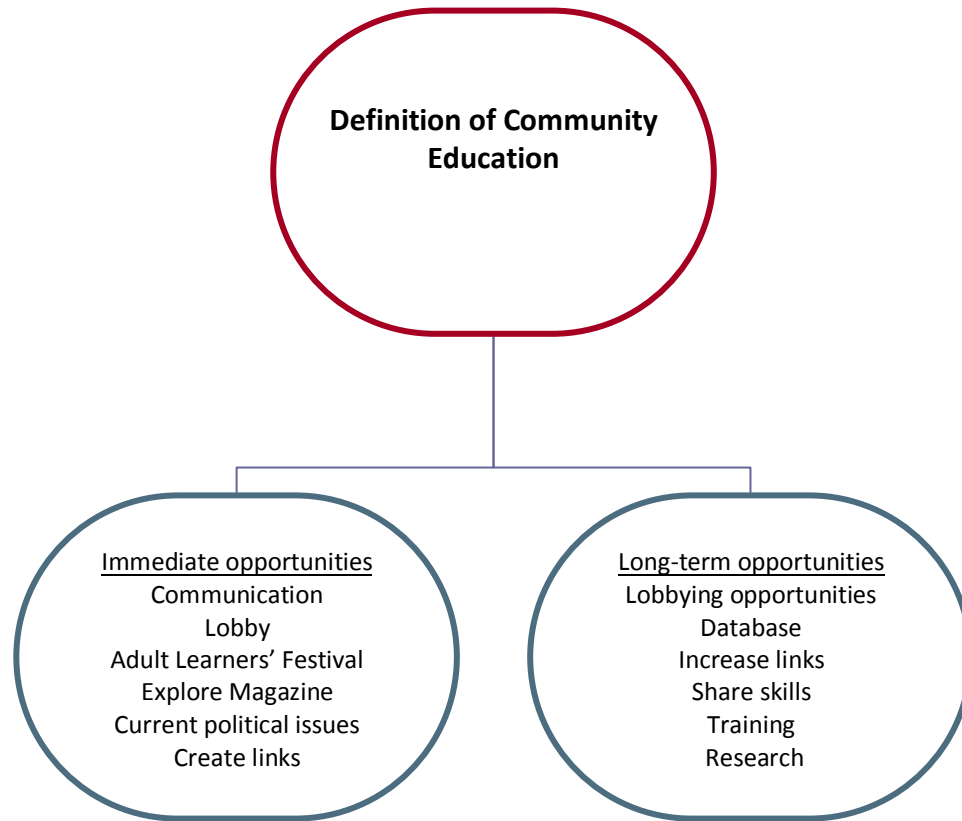 Definition of Community
Education
Immediate opportunities
Communication
Lobby
Adult Learners’ Festival
Explore Magazine
Current political issues
Create links
Long-term opportunities
Lobbying opportunities
Database
Increase links
Share skills
Training
Research